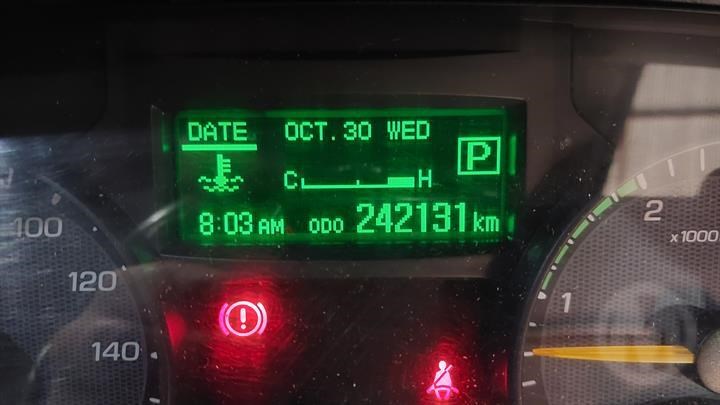 DATE OCT.30 WED
P
C H
8:03 AM ODO 242131 km
100
120
140
2
x1000
1